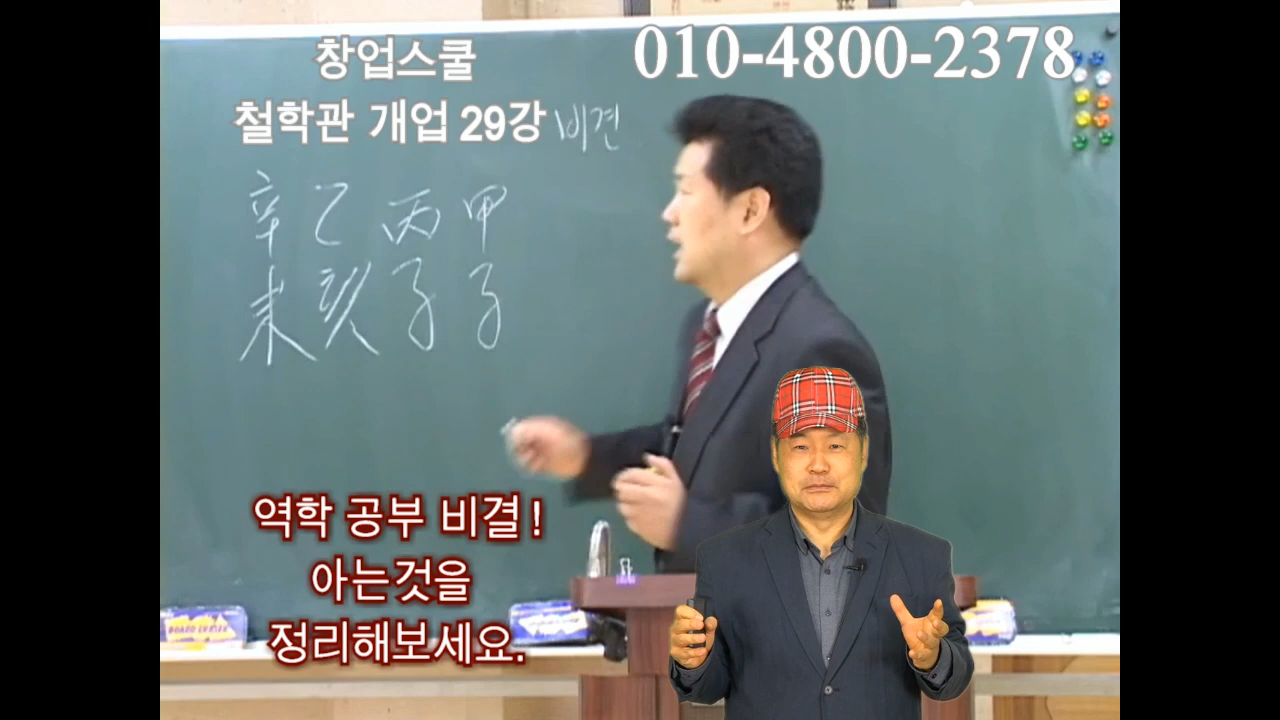 창업스쿨
010-4800-2378
철학관 개업 29강
비견
辛 乙 丙 甲
未 亥 子 子
역학 공부 비결!
아는것을
정리해보세요.
BOARD ERASER